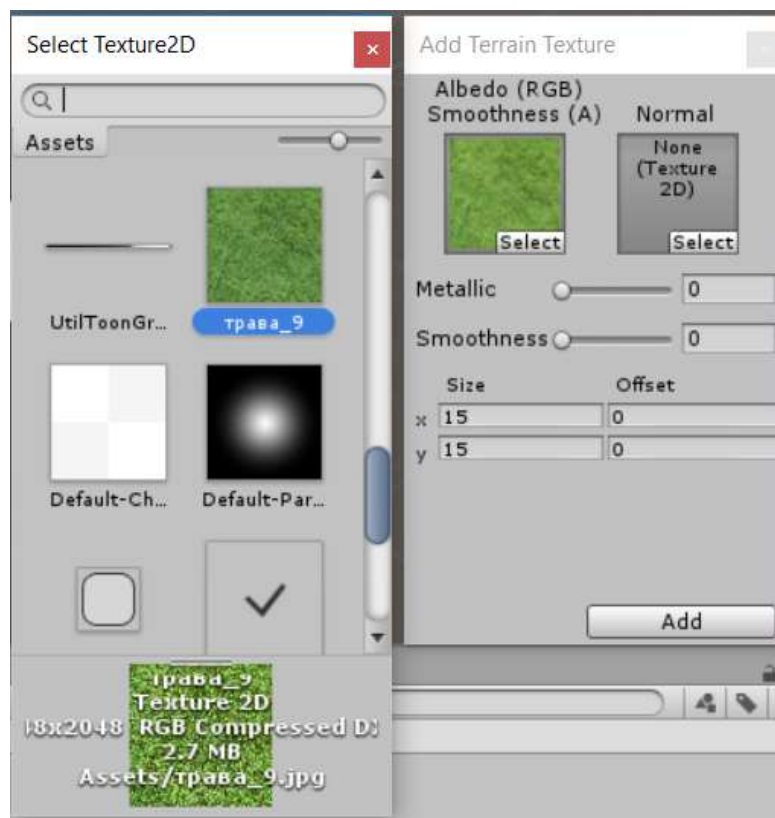 Select Texture2D
Assets
UtilToonGr...
трава_9
Default-Ch...
Default-Par...
трава_9
Texture 2D
48x2048 RGB Compressed D
2.7 MB
Assets/трава_9.jpg
Add Terrain Texture
Albedo (RGB)
Smoothness (A)
Normal
None
(Texture
2D)
Select
Select
Metallic
0
Smoothness
0
Size
Offset
x 15
0
y 15
0
Add